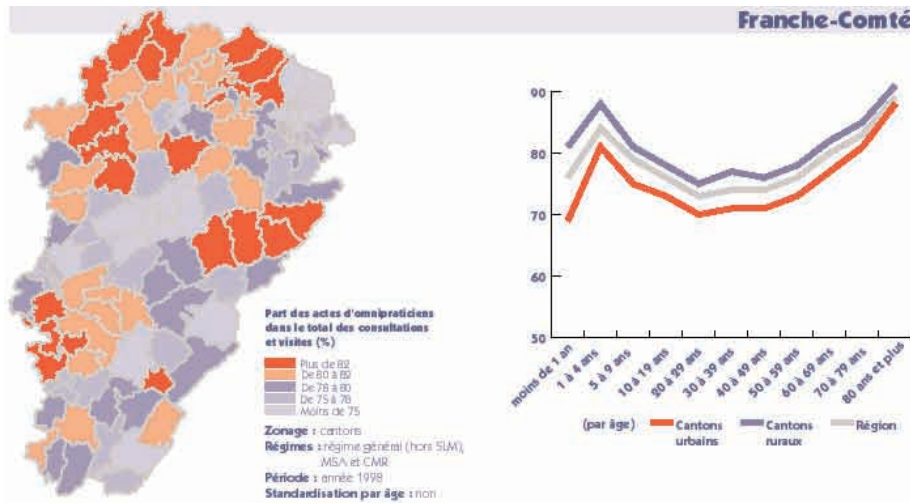 Franche-Comté
Part des actes d'omnipraticiens
dans le total des consultations
et visites (%)
Plus de 82
De 80 à 82
De 78 à 80
De 75 à 78
Moins de 75
Zonage : cantons
Régimes : régime général (hors SLM),
MSA et CMR
Période : année 1998
Standardisation par âge : non
90
80
70
60
50
moins de 1 an
1 à 4 ans
5 à 9 ans
10 à 19 ans
20 à 29 ans
30 à 39 ans
40 à 49 ans
50 à 59 ans
60 à 69 ans
70 à 79 ans
80 ans et plus
(par âge)
Cantons
urbains
Cantons
ruraux
Région